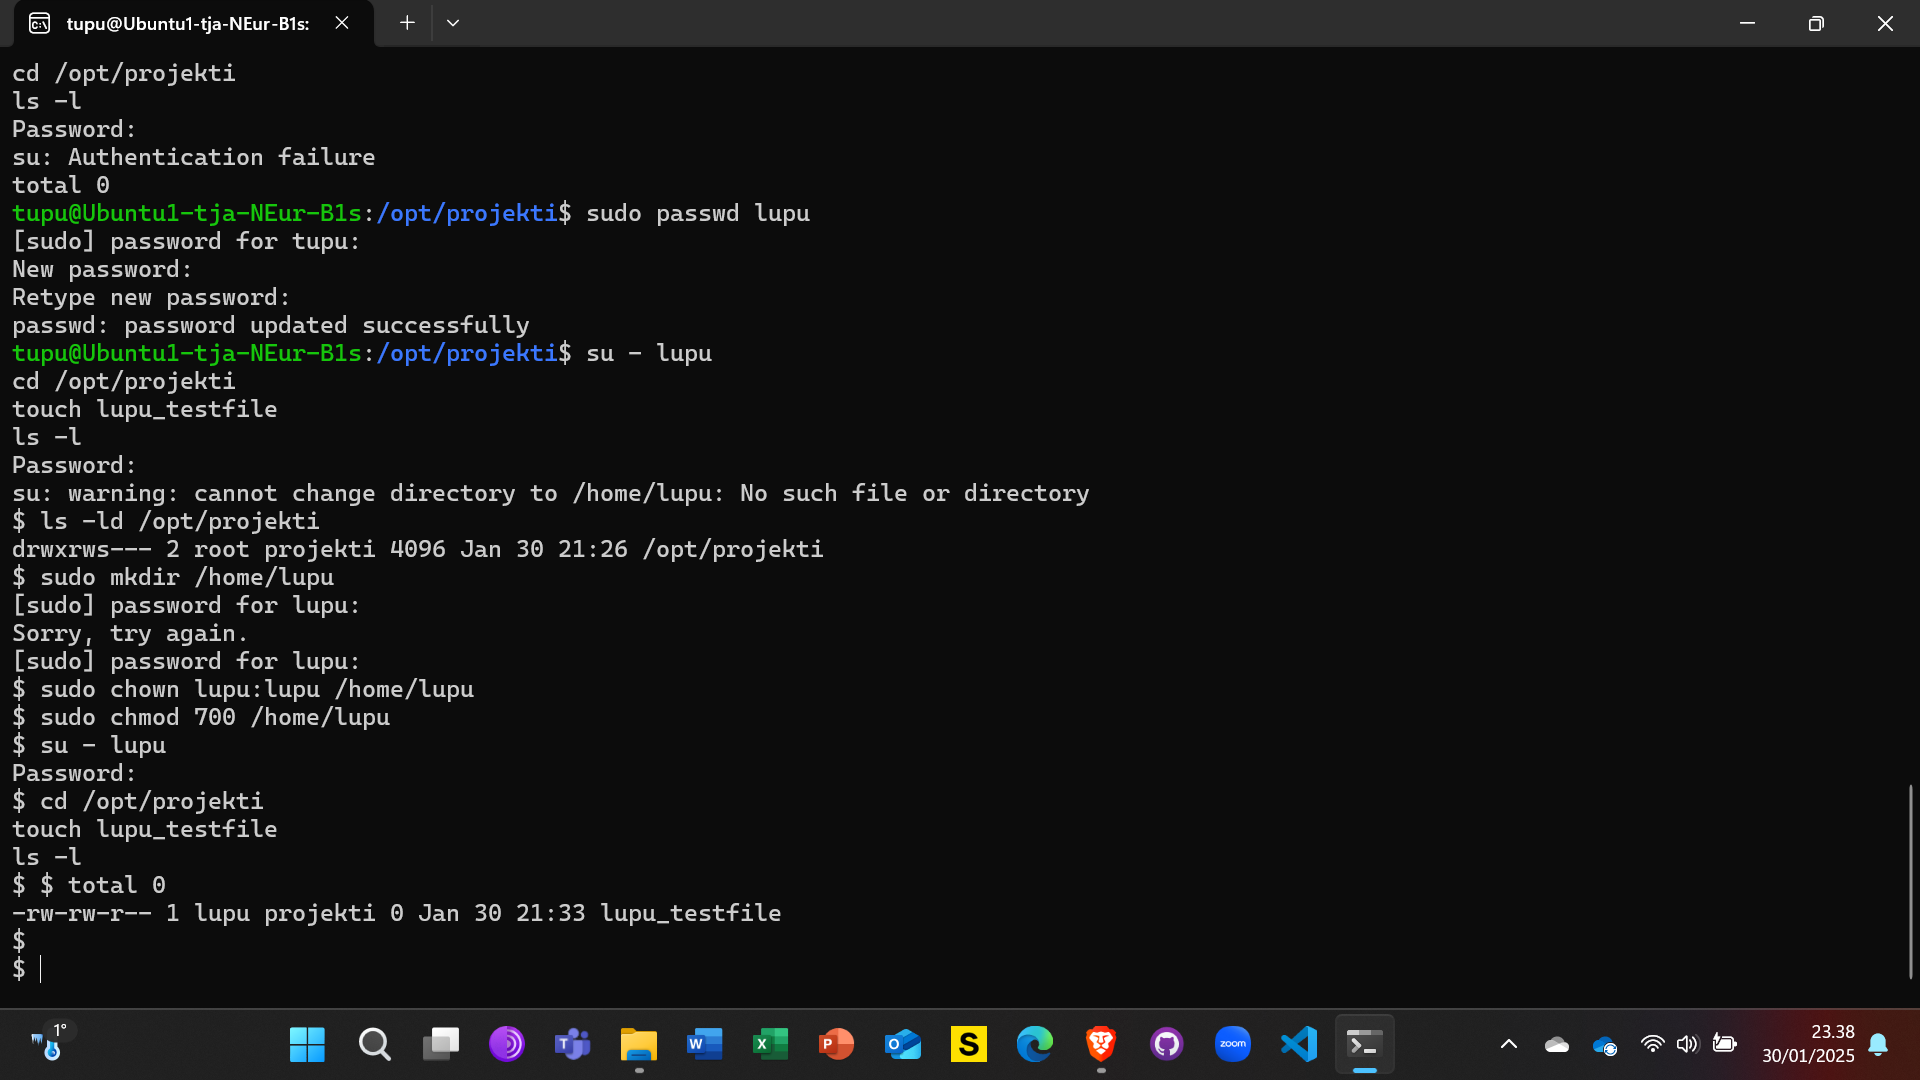 tupu@Ubuntu1-tja-NEur-B1s:
cd /opt/projekti
ls -l
Password:
su: Authentication failure
total 0
tupu@Ubuntu1-tja-NEur-B1s:/opt/projekti$ sudo passwd lupu
[sudo] password for tupu:
New password:
Retype new password:
passwd: password updated successfully
tupu@Ubuntu1-tja-NEur-B1s:/opt/projekti$ su - lupu
cd /opt/projekti
touch lupu_testfile
ls -l
Password:
su: warning: cannot change directory to /home/lupu: No such file or directory
$ ls -ld /opt/projekti
drwxrws--- 2 root projekti 4096 Jan 30 21:26 /opt/projekti
$ sudo mkdir /home/lupu
[sudo] password for lupu:
Sorry, try again.
[sudo] password for lupu:
$ sudo chown lupu:lupu /home/lupu
$ sudo chmod 700 /home/lupu
$ su - lupu
Password:
$ cd /opt/projekti
touch lupu_testfile
ls -l
$ $ total 0
-rw-rw-r-- 1 lupu projekti 0 Jan 30 21:33 lupu_testfile
$
$
1°
T
W
X
P
O
S
zoom
23.38
30/01/2025